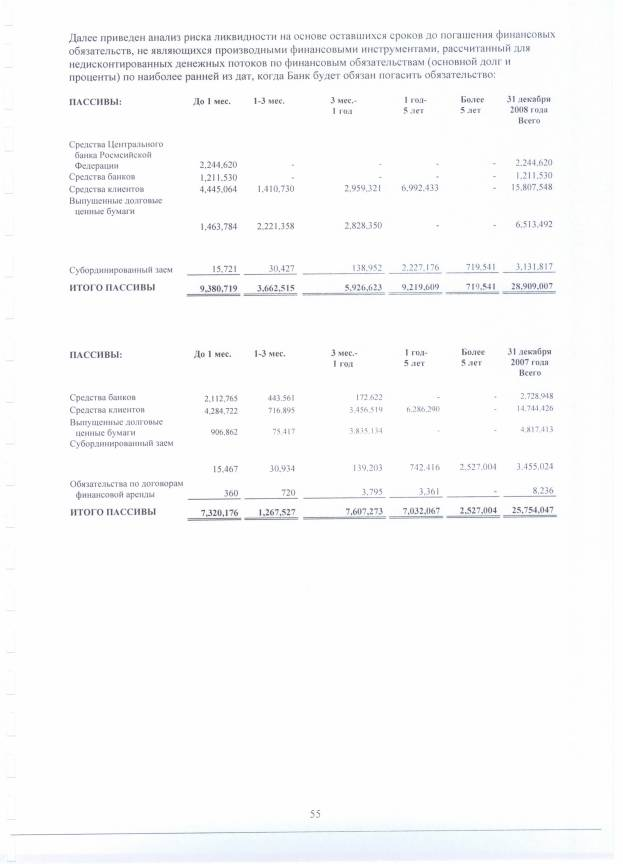 Далее приведен анализ риска ликвидности на основе оставшихся сроков до погашения финансовых
обязательств, не являющихся производными финансовыми инструментами, рассчитанный для
недисконтированных денежных потоков по финансовым обязательствам (основной долг и
проценты) по наиболее ранней из дат, когда Банк будет обязан погасить обязательство:
ПАССИВЫ: До 1 мес. 1-3 мес. 3 мес.- 1 год- Более 31 декабря
1 год 5 лет 5 лет 2008 года
Всего
Средства Центрального
банка Росмсийской
Федерации 2,244,620 - - - - 2,244,620
Средства банков 1,211,530 - - - - 1,211,530
Средства клиентов 4,445,064 1,410,730 2,959,321 6,992,433 - 15,807,548
Выпущенные долговые
ценные бумаги
1,463,784 2,221,358 2,828,350 - - 6,513,492
Субординированный заем 15,721 30,427 138,952 2,227,176 719,541 3,131,817
ИТОГО ПАССИВЫ 9,380,719 3,662,515 5,926,623 9,219,609 719,541 28,909,007
ПАССИВЫ: До 1 мес. 1-3 мес. 3 мес.- 1 год- Более 31 декабря
1 год 5 лет 5 лет 2007 года
Всего
Средства банков 2,112,765 443,561 172,622 - - 2,728,948
Средства клиентов 4,284,722 716,895 3,456,519 6,286,290 - 14,744,426
Выпущенные долговые
ценные бумаги 906,862 75,417 3,835,134 - - 4,817,413
Субординированный заем
15,467 30,934 139,203 742,416 2,527,004 3,455,024
Обязательства по договорам
финансовой аренды 360 720 3,795 3,361 - 8,236
ИТОГО ПАССИВЫ 7,320,176 1,267,527 7,607,273 7,032,067 2,527,004 25,754,047
55